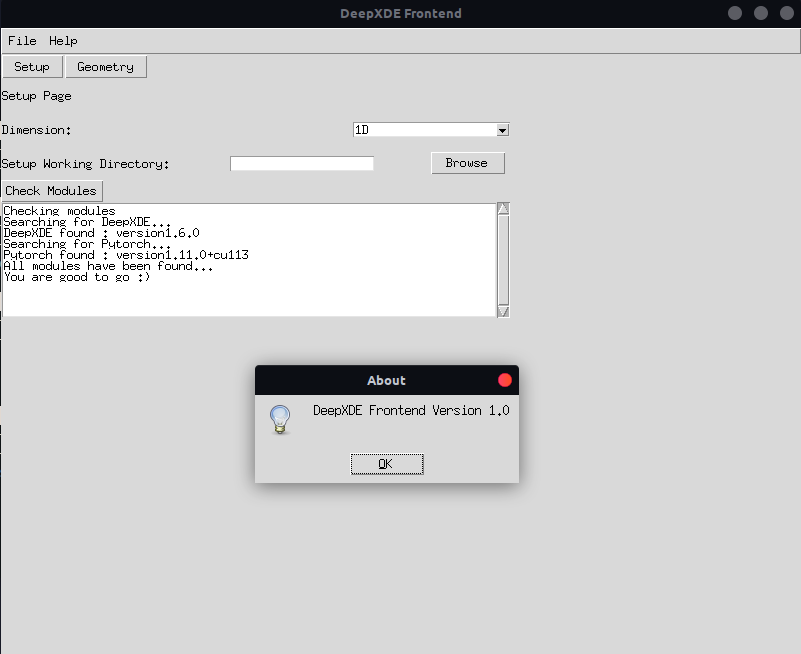 DeepXDE Frontend
File Help
Setup Geometry
Setup Page
Dimension: 1D
Setup Working Directory: Browse
Check Modules
Checking modules
Searching for DeepXDE...
DeepXDE found : version1.6.0
Searching for Pytorch...
Pytorch found : version1.11.0+cu113
All modules have been found...
You are good to go :)
About
DeepXDE Frontend Version 1.0
OK